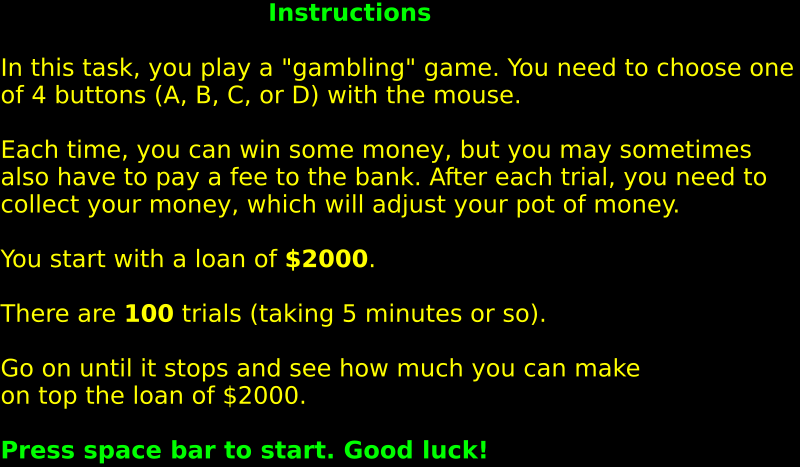 Instructions
In this task, you play a "gambling" game. You need to choose one
of 4 buttons (A, B, C, or D) with the mouse.
Each time, you can win some money, but you may sometimes
also have to pay a fee to the bank. After each trial, you need to
collect your money, which will adjust your pot of money.
You start with a loan of $2000.
There are 100 trials (taking 5 minutes or so).
Go on until it stops and see how much you can make
on top the loan of $2000.
Press space bar to start. Good luck!